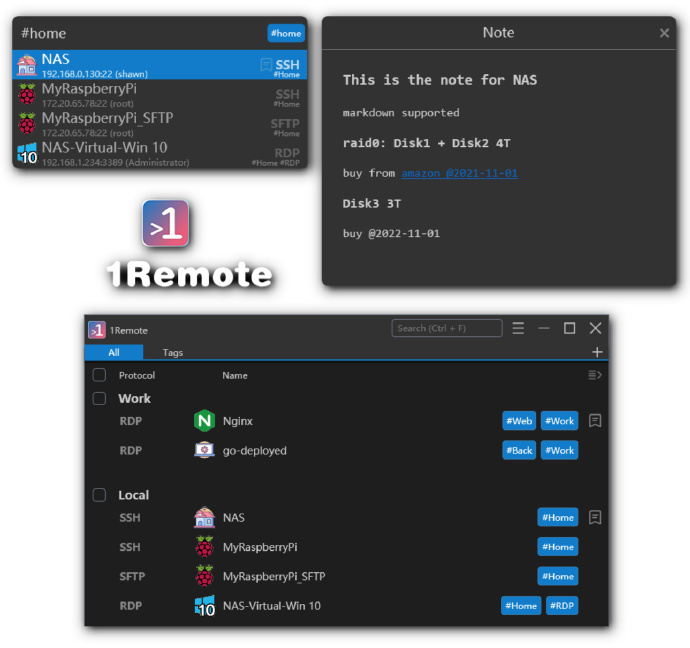 #home
#home
NAS
SSH
192.168.0.130:22 (shawn)
#Home
MyRaspberryPi
SSH
172.20.65.78:22 (root)
#Home
MyRaspberryPi_SFTP
SFTP
172.20.65.78:22 (root)
#Home
10
NAS-Virtual-Win 10
RDP
192.168.1.234:3389 (Administrator)
#Home #RDP
Note
This is the note for NAS
markdown supported
raid0: Disk1 + Disk2 4T
buy from amazon @2021-11-01
Disk3 3T
buy @2022-11-01
>1
1Remote
>1 1Remote
Search (Ctrl + F)
All Tags
Protocol Name
Work
RDP N Nginx #Web #Work
RDP go-deployed #Back #Work
Local
SSH NAS #Home
SSH MyRaspberryPi #Home
SFTP MyRaspberryPi_SFTP #Home
RDP 10 NAS-Virtual-Win 10 #Home #RDP